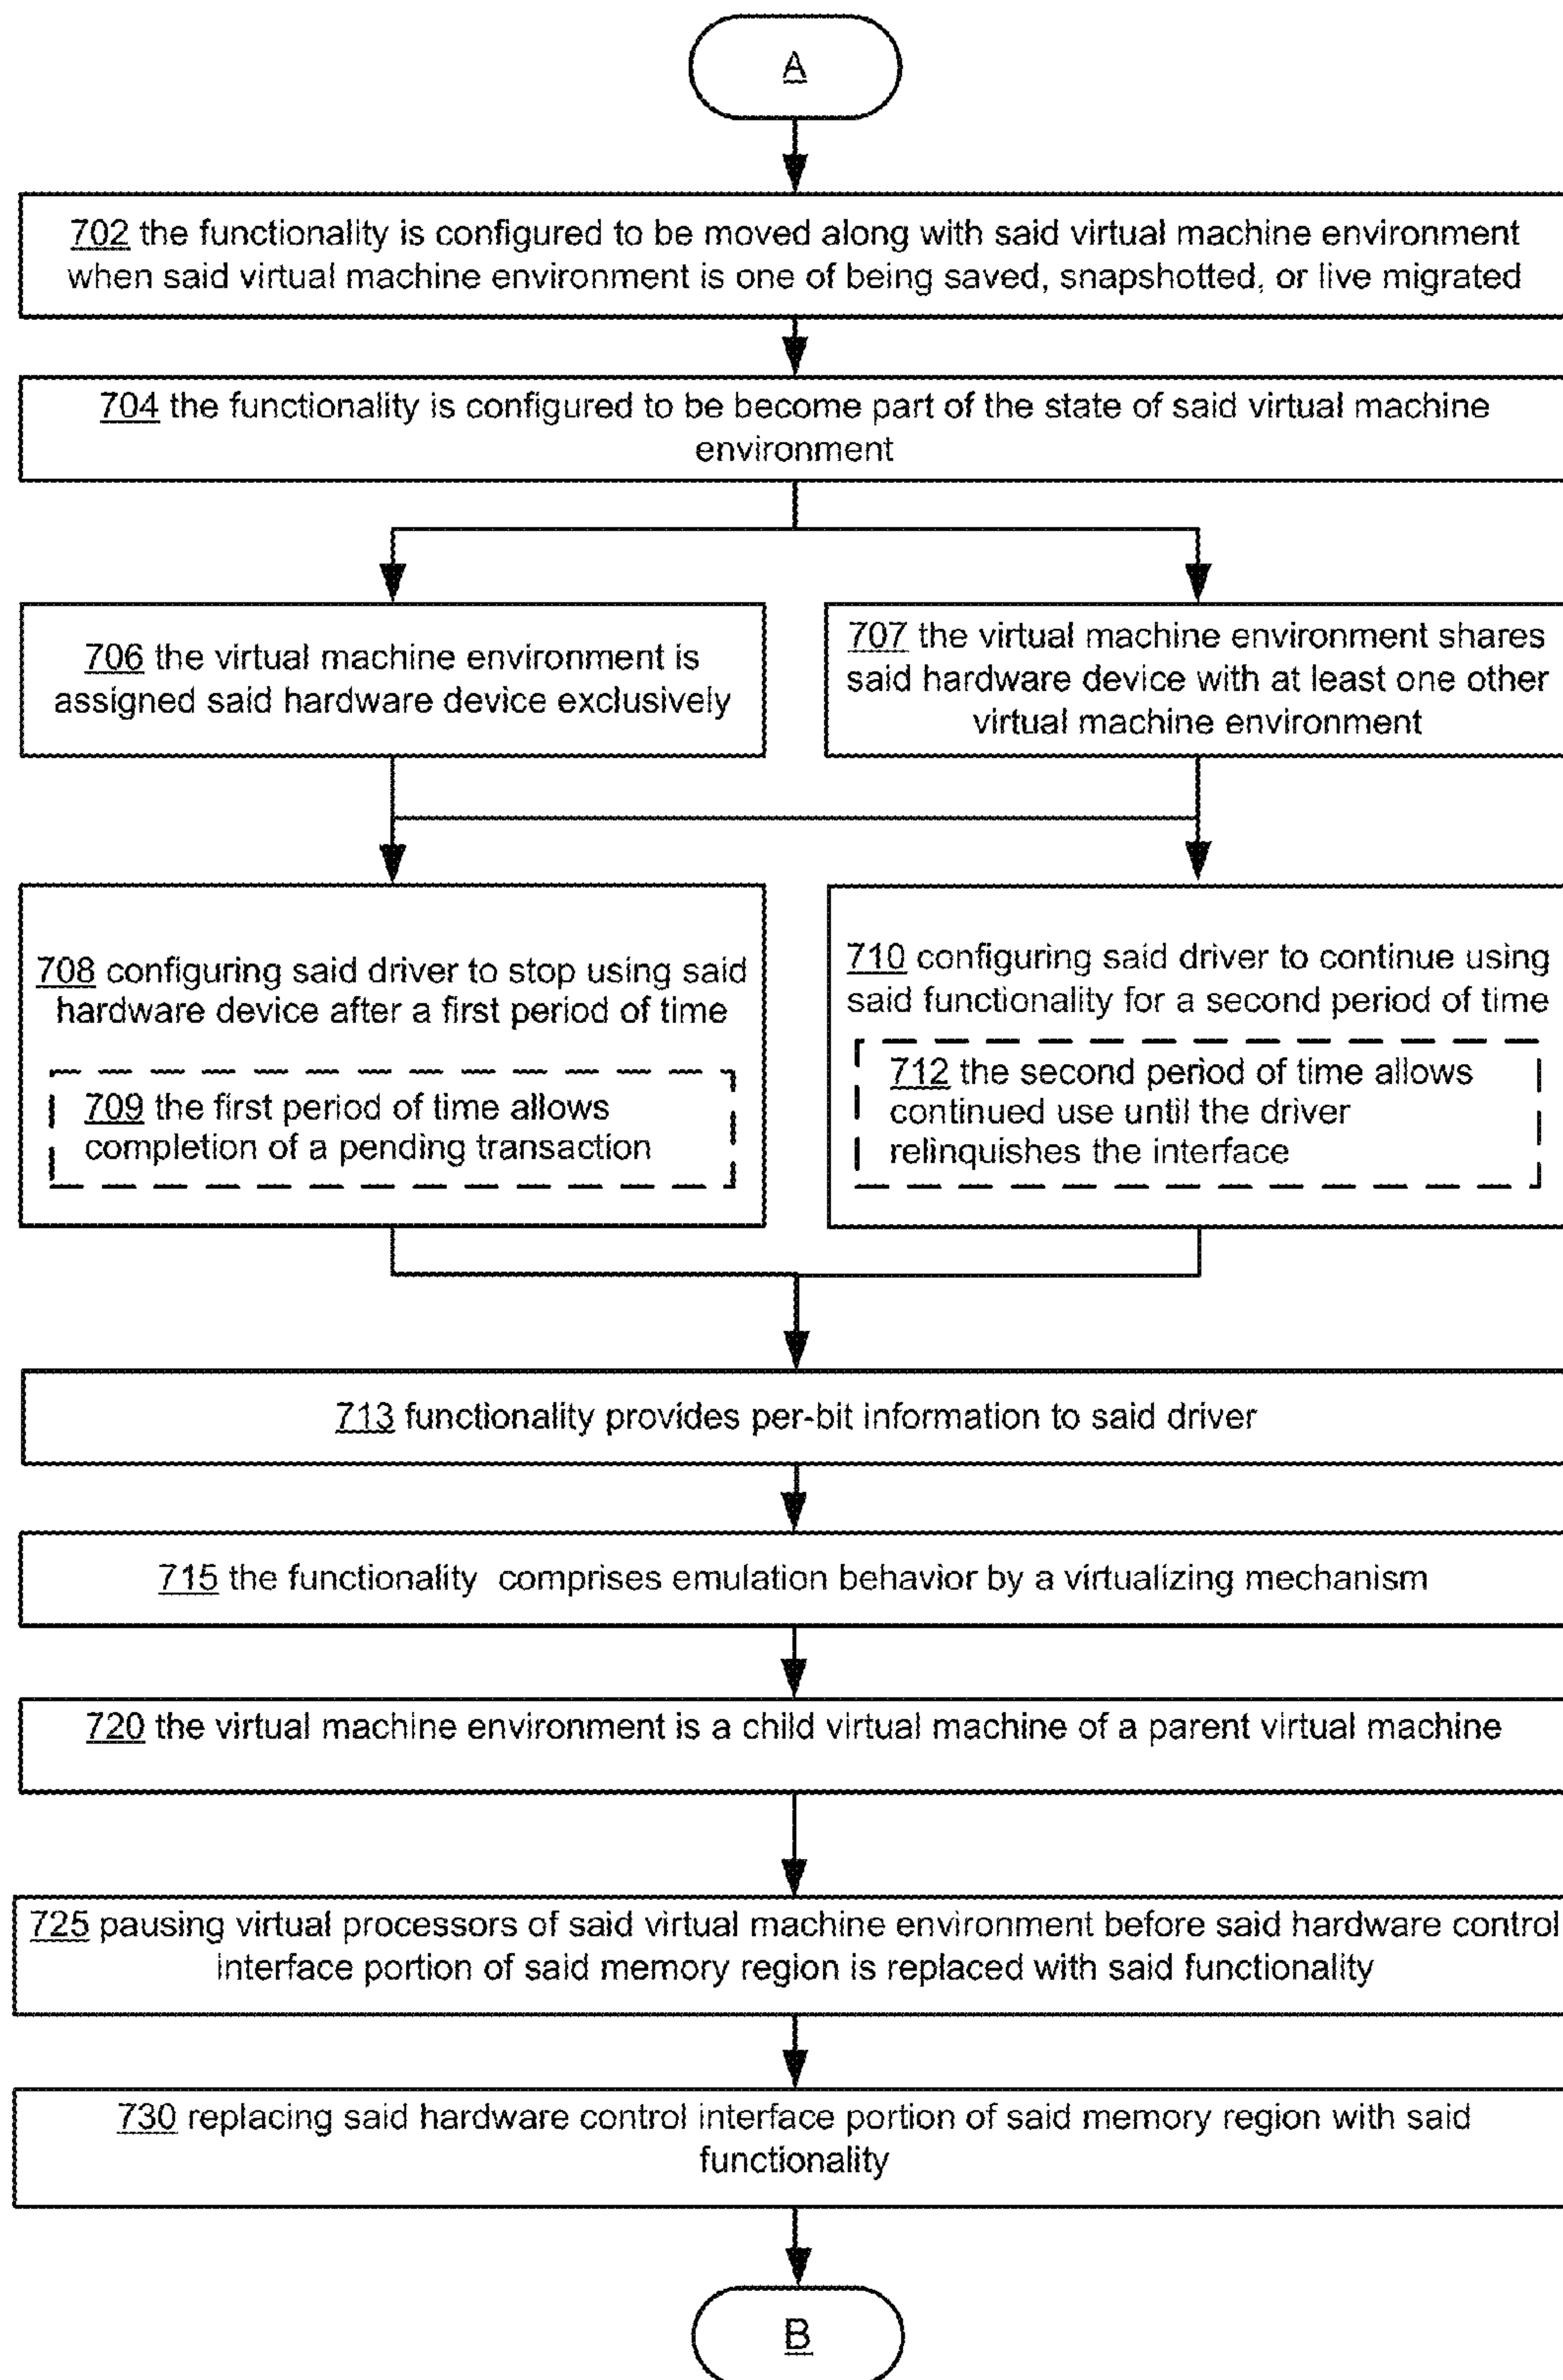 A
702 the functionality is configured to be moved along with said virtual machine environment
when said virtual machine environment is one of being saved, snapshotted, or live migrated
704 the functionality is configured to be become part of the state of said virtual machine
environment
706 the virtual machine environment is
assigned said hardware device exclusively
707 the virtual machine environment shares
said hardware device with at least one other
virtual machine environment
708 configuring said driver to stop using said
hardware device after a first period of time
709 the first period of time allows
completion of a pending transaction
710 configuring said driver to continue using
said functionality for a second period of time
712 the second period of time allows
continued use until the driver
relinquishes the interface
713 functionality provides per-bit information to said driver
715 the functionality comprises emulation behavior by a virtualizing mechanism
720 the virtual machine environment is a child virtual machine of a parent virtual machine
725 pausing virtual processors of said virtual machine environment before said hardware control
interface portion of said memory region is replaced with said functionality
730 replacing said hardware control interface portion of said memory region with said
functionality
B